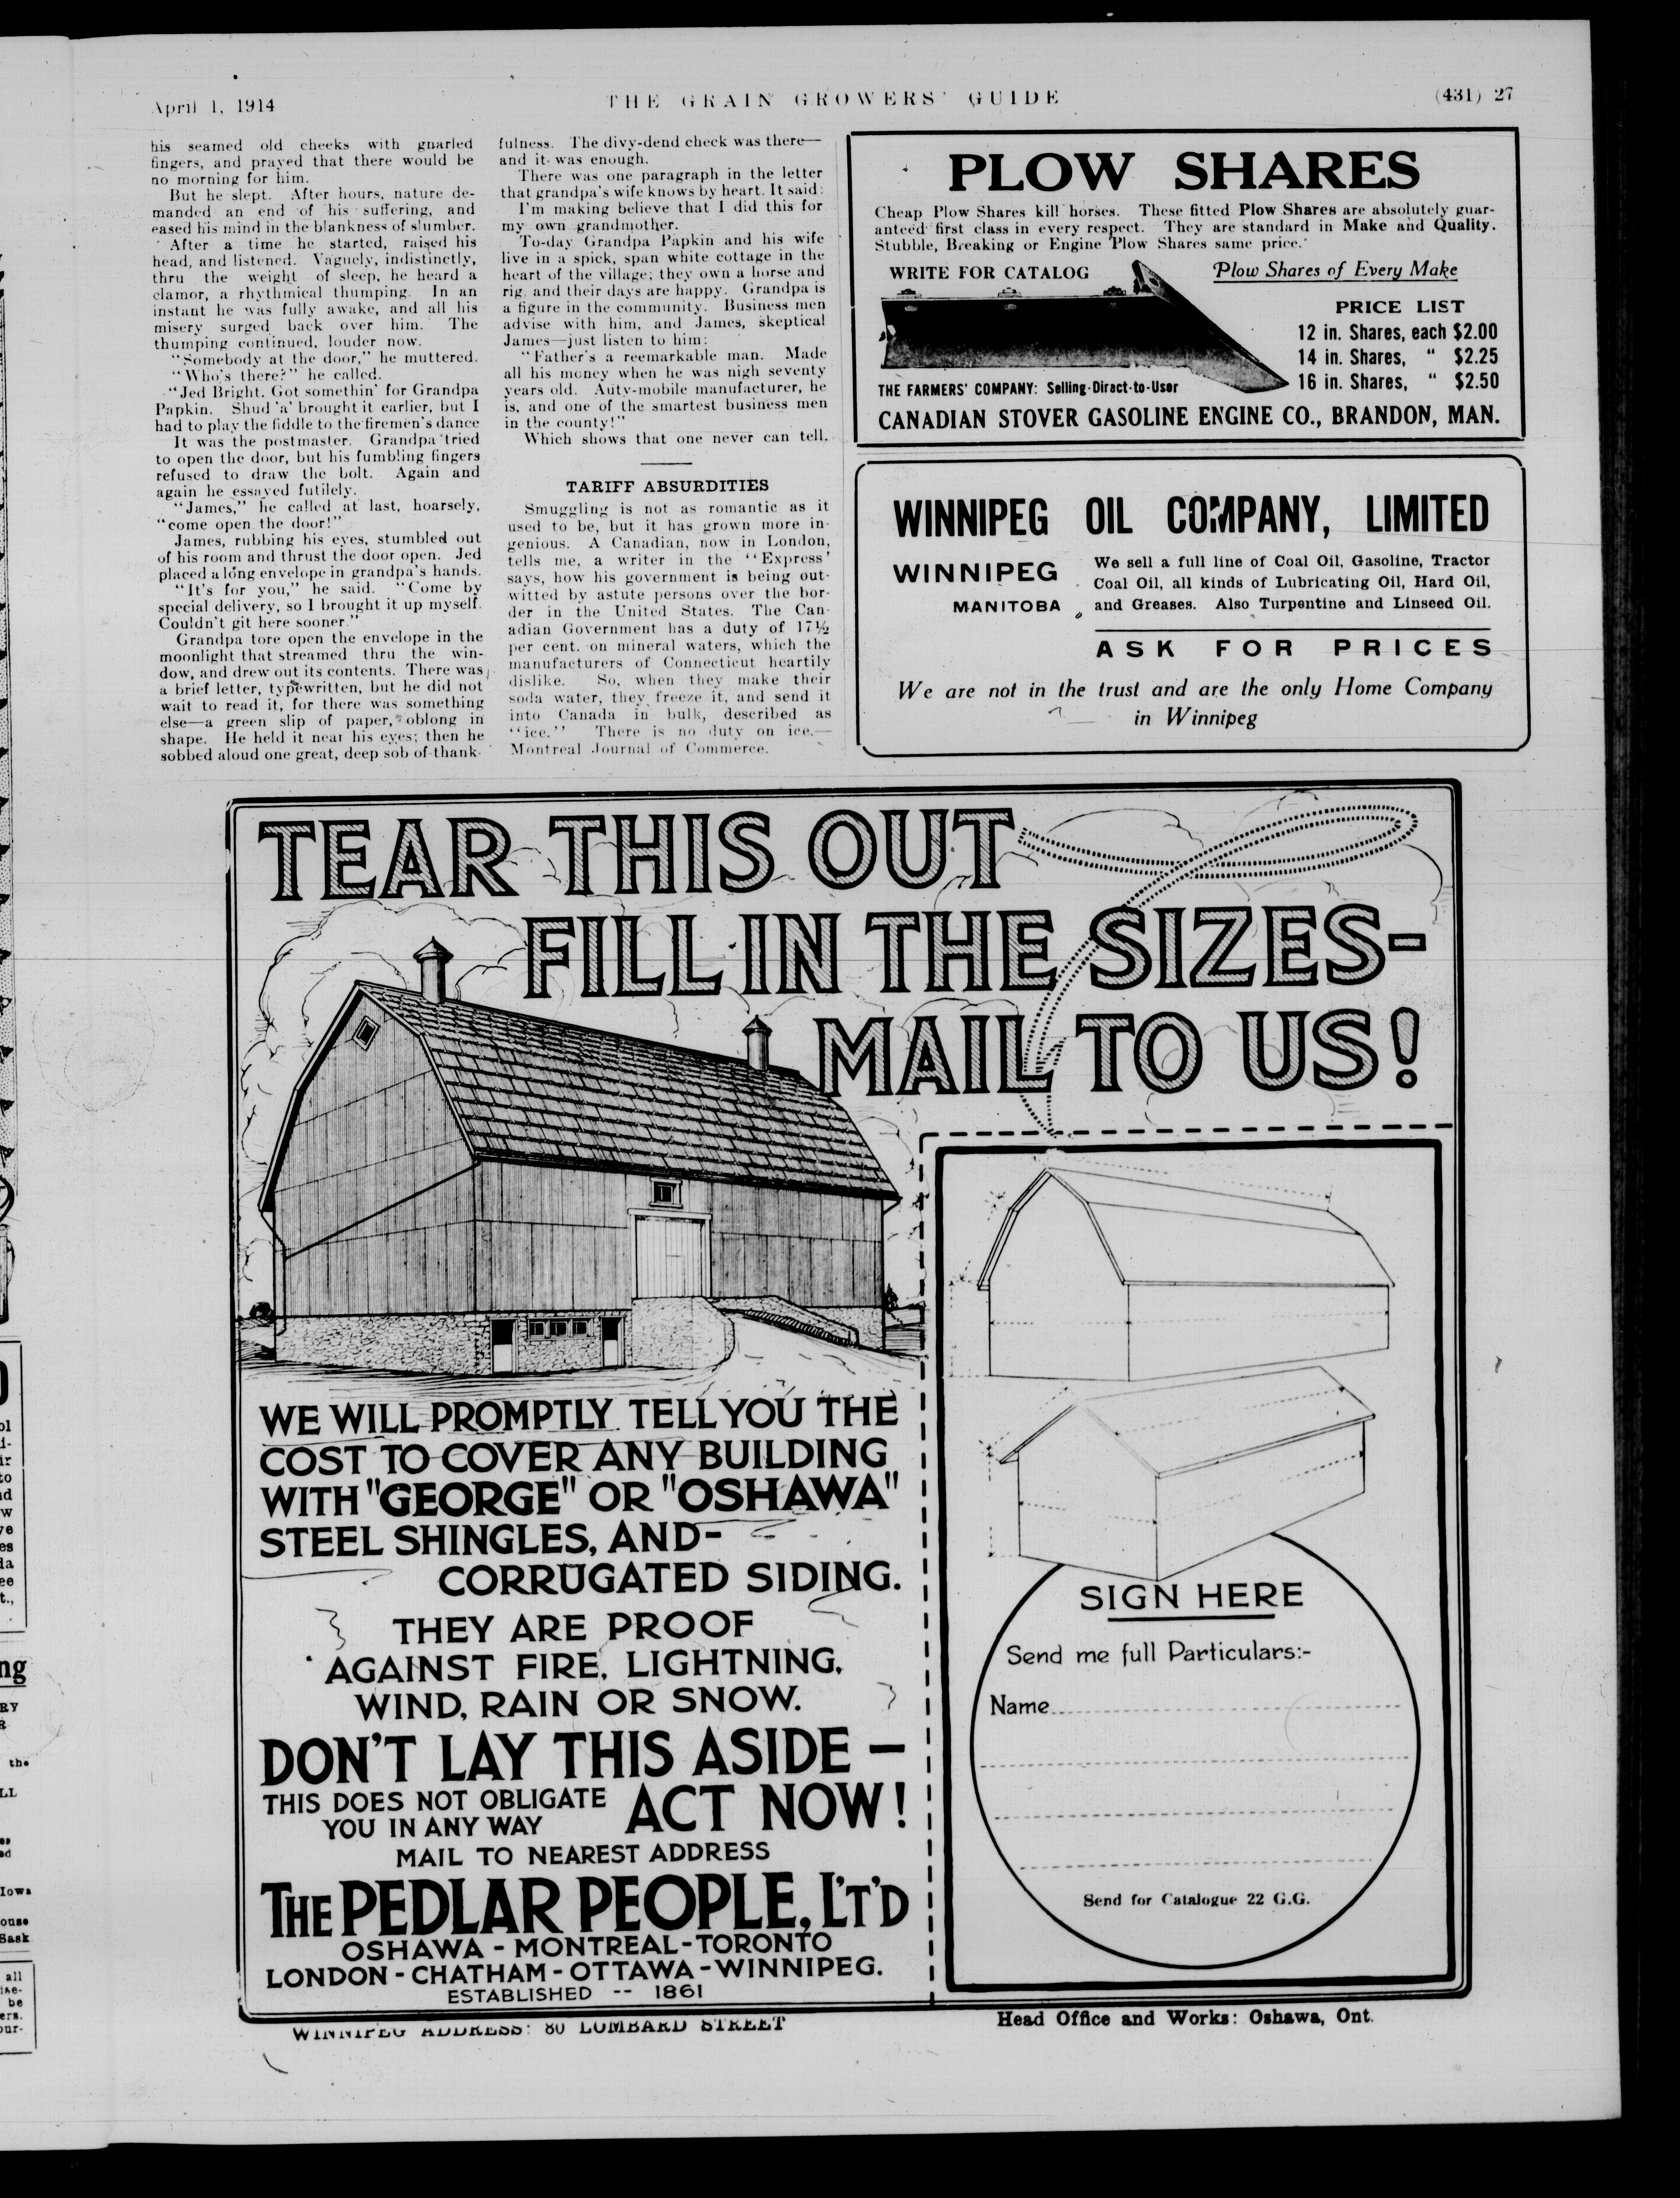 April 1, 1914
THE GRAIN GROWERS' GUIDE
(431) 27
his seamed old cheeks with gnarled
fingers, and prayed that there would be
no morning for him.
But he slept. After hours, nature de-
manded an end of his suffering, and
eased his mind in the blankness of slumber.
After a time he started, raised his
head, and listened. Vaguely, indistinctly,
thru the weight of sleep, he heard a
clamor, a rhythmical thumping. In an
instant he was fully awake, and all his
misery surged back over him. The
thumping continued, louder now.
"Somebody at the door," he muttered.
"Who's there?" he called.
"Jed Bright. Got somethin' for Grandpa
Papkin. Shud 'a' brought it earlier, but I
had to play the fiddle to the firemen's dance
It was the postmaster. Grandpa tried
to open the door, but his fumbling fingers
refused to draw the bolt. Again and
again he essayed futilely.
"James," he called at last, hoarsely,
"come open the door!"
James, rubbing his eyes, stumbled out
of his room and thrust the door open. Jed
placed a long envelope in grandpa's hands.
"It's for you," he said. "Come by
special delivery, so I brought it up myself.
Couldn't git here sooner."
Grandpa tore open the envelope in the
moonlight that streamed thru the win-
dow, and drew out its contents. There was
a brief letter, typewritten, but he did not
wait to read it, for there was something
else—a green slip of paper, oblong in
shape. He held it near his eyes; then he
sobbed aloud one great, deep sob of thank-
fulness. The divy-dend check was there—
and it was enough.
There was one paragraph in the letter
that grandpa's wife knows by heart. It said:
I'm making believe that I did this for
my own grandmother.
To-day Grandpa Papkin and his wife
live in a spick, span white cottage in the
heart of the village; they own a horse and
rig, and their days are happy. Grandpa is
a figure in the community. Business men
advise with him, and James, skeptical
James—just listen to him:
"Father's a reemarkable man. Made
all his money when he was nigh seventy
years old. Auty-mobile manufacturer, he
is, and one of the smartest business men
in the county!"
Which shows that one never can tell.
TARIFF ABSURDITIES
Smuggling is not as romantic as it
used to be, but it has grown more in-
genious. A Canadian, now in London,
tells me, a writer in the "Express'
says, how his government is being out-
witted by astute persons over the bor-
der in the United States. The Can-
adian Government has a duty of 17½
per cent. on mineral waters, which the
manufacturers of Connecticut heartily
dislike. So, when they make their
soda water, they freeze it, and send it
into Canada in bulk, described as
"ice." There is no duty on ice.—
Montreal Journal of Commerce.
PLOW SHARES
Cheap Plow Shares kill horses. These fitted Plow Shares are absolutely guar-
anteed first class in every respect. They are standard in Make and Quality.
Stubble, Breaking or Engine Plow Shares same price.
WRITE FOR CATALOG
Plow Shares of Every Make
PRICE LIST
12 in. Shares, each $2.00
14 in. Shares, " $2.25
16 in. Shares, " $2.50
THE FARMERS' COMPANY: Selling-Direct-to-User
CANADIAN STOVER GASOLINE ENGINE CO., BRANDON, MAN.
WINNIPEG OIL COMPANY, LIMITED
WINNIPEG
MANITOBA
We sell a full line of Coal Oil, Gasoline, Tractor
Coal Oil, all kinds of Lubricating Oil, Hard Oil,
and Greases. Also Turpentine and Linseed Oil.
ASK FOR PRICES
We are not in the trust and are the only Home Company
in Winnipeg
TEAR THIS OUT
FILL IN THE SIZES-
MAIL TO US!
WE WILL PROMPTLY TELL YOU THE
COST TO COVER ANY BUILDING
WITH "GEORGE" OR "OSHAWA"
STEEL SHINGLES, AND-
CORRUGATED SIDING.
THEY ARE PROOF
AGAINST FIRE, LIGHTNING,
WIND, RAIN OR SNOW.
DON'T LAY THIS ASIDE —
THIS DOES NOT OBLIGATE
YOU IN ANY WAY
ACT NOW!
MAIL TO NEAREST ADDRESS
THE PEDLAR PEOPLE, L'T'D
OSHAWA - MONTREAL - TORONTO
LONDON - CHATHAM - OTTAWA - WINNIPEG.
ESTABLISHED -- 1861
WINNIPEG ADDRESS: 80 LOMBARD STREET
SIGN HERE
Send me full Particulars:-
Name
Send for Catalogue 22 G.G.
Head Office and Works: Oshawa, Ont.